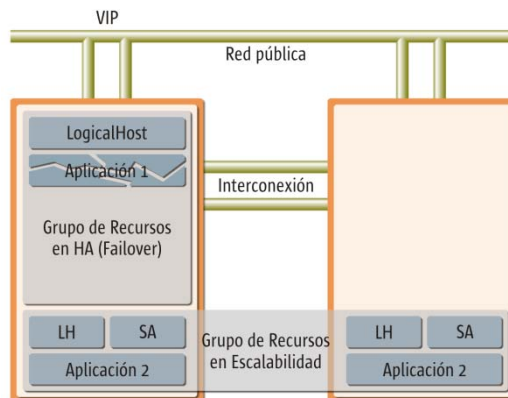 VIP
Red pública
LogicalHost
Aplicación 1
Interconexión
Grupo de Recursos
en HA (Failover)
LH
SA
Aplicación 2
Grupo de Recursos
en Escalabilidad
LH
SA
Aplicación 2